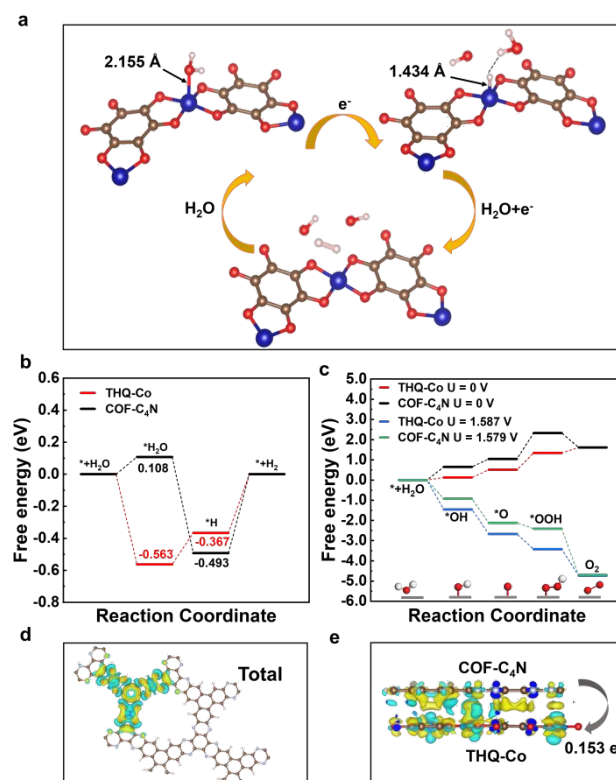 a
2.155 Å
1.434 Å
e-
H₂O
H₂O+e-
b
THQ-Co
COF-C₄N
0.6
0.4
0.2
0.0
-0.2
-0.4
-0.6
-0.8
Free energy (eV)
*+H₂O
*H₂O
0.108
-0.563
*H
-0.367
-0.493
*+H₂
Reaction Coordinate
c
THQ-Co U = 0 V
COF-C₄N U = 0 V
THQ-Co U = 1.587 V
COF-C₄N U = 1.579 V
5.0
4.0
3.0
2.0
1.0
0.0
-1.0
-2.0
-3.0
-4.0
-5.0
-6.0
Free energy (eV)
*+H₂O
*OH
*O
*OOH
O₂
Reaction Coordinate
d
Total
e
COF-C₄N
0.153 e
THQ-Co